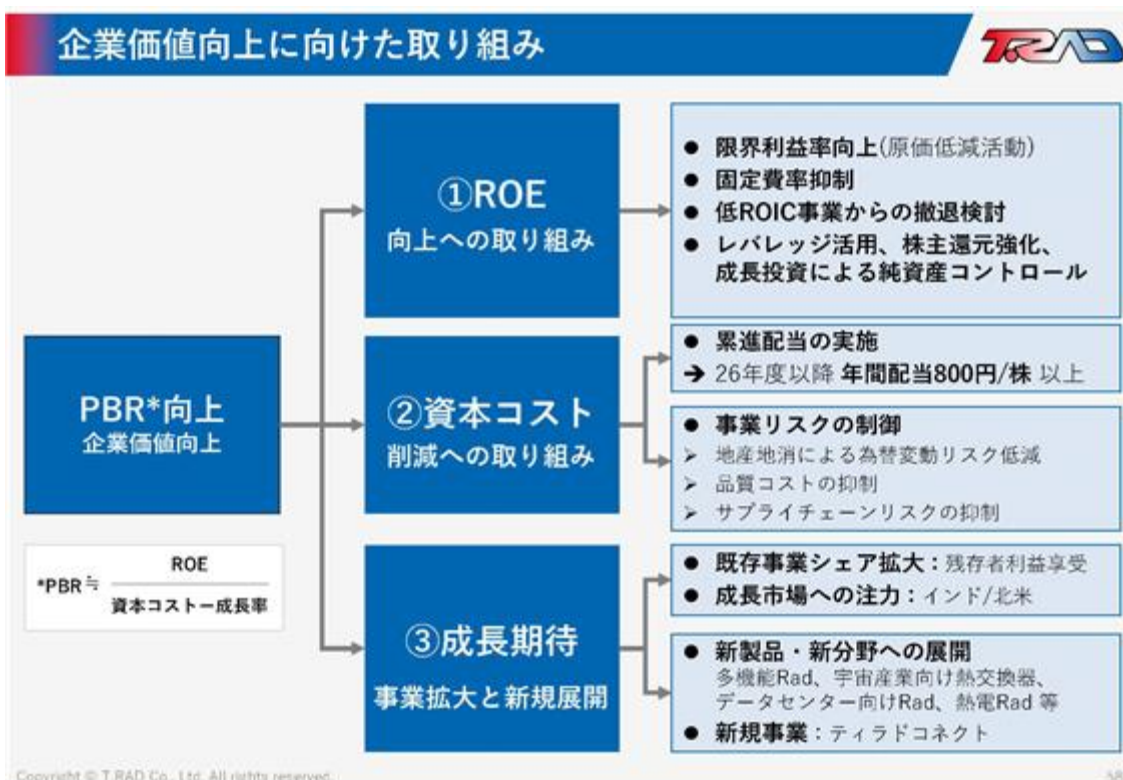 企業価値向上に向けた取り組み
T.RAD
①ROE
向上への取り組み
● 限界利益率向上(原価低減活動)
● 固定費率抑制
● 低ROIC事業からの撤退検討
● レバレッジ活用、株主還元強化、
成長投資による純資産コントロール
PBR*向上
企業価値向上
②資本コスト
削減への取り組み
● 累進配当の実施
➔ 26年度以降 年間配当800円/株 以上
● 事業リスクの制御
➢ 地産地消による為替変動リスク低減
➢ 品質コストの抑制
➢ サプライチェーンリスクの抑制
*PBR≒
ROE
資本コストー成長率
③成長期待
事業拡大と新規展開
● 既存事業シェア拡大：残存者利益享受
● 成長市場への注力：インド/北米
● 新製品・新分野への展開
多機能Rad、宇宙産業向け熱交換器、
データセンター向けRad、熱電Rad 等
● 新規事業：ティラドコネクト
Copyright © T.RAD Co., Ltd. All rights reserved.